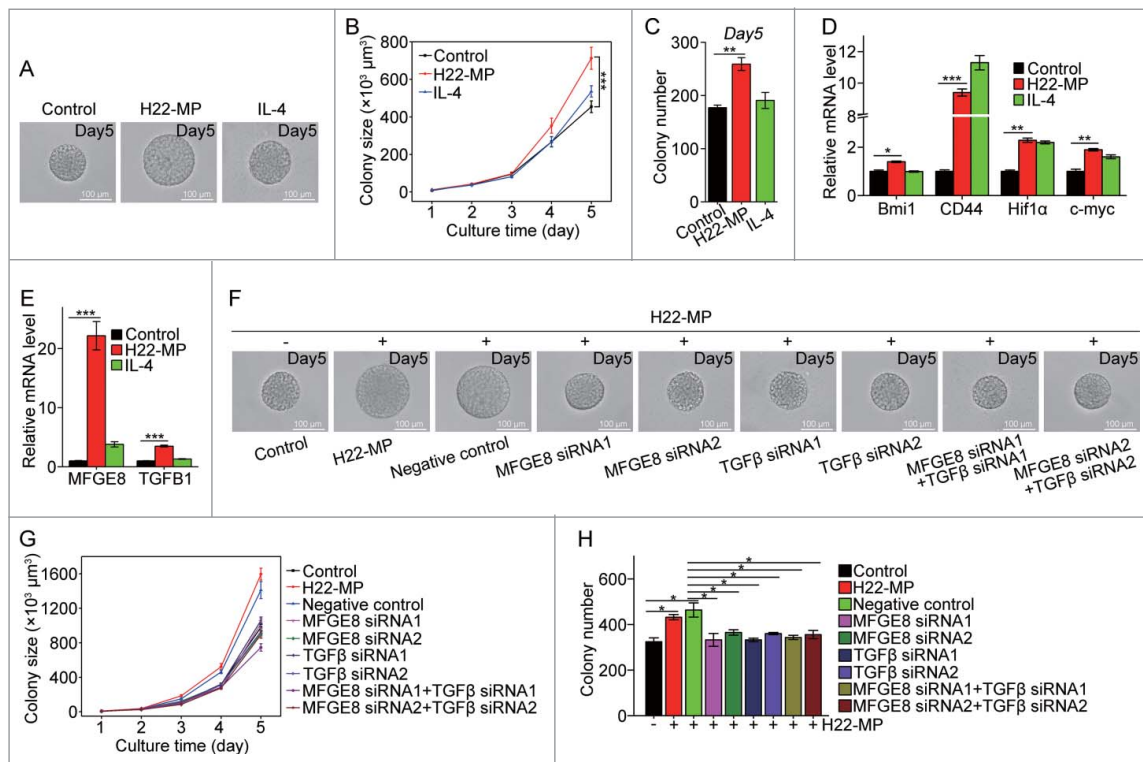 A
Control H22-MP IL-4
Day5 Day5 Day5
100 µm 100 µm 100 µm
B
Colony size (×10³ µm³)
800
600
400
200
0
1 2 3 4 5
Culture time (day)
Control
H22-MP
IL-4
***
C
Day5
Colony number
300
200
100
0
**
Control H22-MP IL-4
D
Relative mRNA level
12
10
8
2
0
Control
H22-MP
IL-4
* *** ** **
Bmi1 CD44 Hif1α c-myc
E
Relative mRNA level
20
10
0
*** ***
Control
H22-MP
IL-4
MFGE8 TGFB1
F
H22-MP
- + + + + + + + +
Day5 Day5 Day5 Day5 Day5 Day5 Day5 Day5 Day5
100 µm 100 µm 100 µm 100 µm 100 µm 100 µm 100 µm 100 µm 100 µm
Control
H22-MP
Negative control
MFGE8 siRNA1
MFGE8 siRNA2
TGFβ siRNA1
TGFβ siRNA2
MFGE8 siRNA1
+TGFβ siRNA1
MFGE8 siRNA2
+TGFβ siRNA2
G
Colony size (×10³ µm³)
1600
1200
800
400
0
1 2 3 4 5
Culture time (day)
Control
H22-MP
Negative control
MFGE8 siRNA1
MFGE8 siRNA2
TGFβ siRNA1
TGFβ siRNA2
MFGE8 siRNA1+TGFβ siRNA1
MFGE8 siRNA2+TGFβ siRNA2
H
Colony number
600
400
200
0
* * * * * * * *
- + + + + + + + + H22-MP
Control
H22-MP
Negative control
MFGE8 siRNA1
MFGE8 siRNA2
TGFβ siRNA1
TGFβ siRNA2
MFGE8 siRNA1+TGFβ siRNA1
MFGE8 siRNA2+TGFβ siRNA2